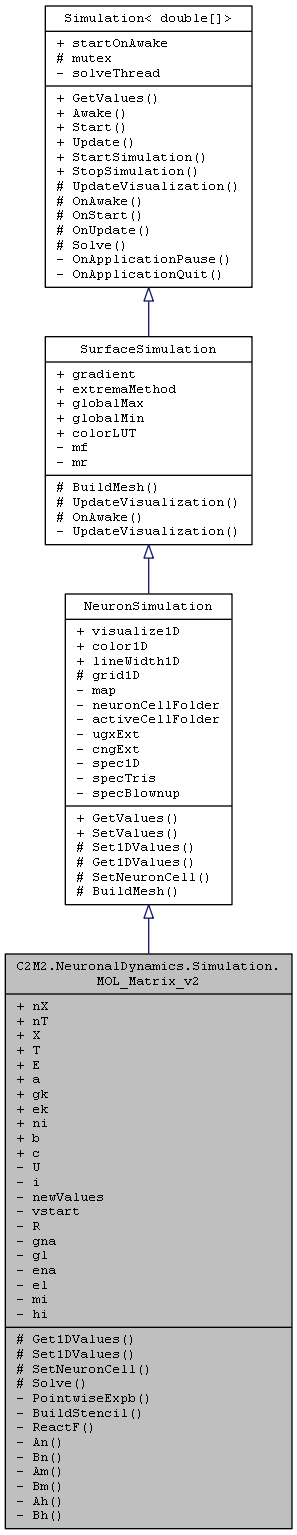 Simulation< double[]>
+ startOnAwake
# mutex
- solveThread
+ GetValues()
+ Awake()
+ Start()
+ Update()
+ StartSimulation()
+ StopSimulation()
# UpdateVisualization()
# OnAwake()
# OnStart()
# OnUpdate()
# Solve()
- OnApplicationPause()
- OnApplicationQuit()
SurfaceSimulation
+ gradient
+ extremaMethod
+ globalMax
+ globalMin
+ colorLUT
- mf
- mr
# BuildMesh()
# UpdateVisualization()
# OnAwake()
- UpdateVisualization()
NeuronSimulation
+ visualize1D
+ color1D
+ lineWidth1D
# grid1D
- map
- neuronCellFolder
- activeCellFolder
- ugxExt
- cngExt
- spec1D
- specTris
- specBlownup
+ GetValues()
+ SetValues()
# Set1DValues()
# Get1DValues()
# SetNeuronCell()
# BuildMesh()
C2M2.NeuronalDynamics.Simulation.
MOL_Matrix_v2
+ nX
+ nT
+ X
+ T
+ E
+ a
+ gk
+ ek
+ ni
+ b
+ c
- U
- i
- newValues
- vstart
- R
- gna
- gl
- ena
- el
- mi
- hi
# Get1DValues()
# Set1DValues()
# SetNeuronCell()
# Solve()
- PointwiseExpb()
- BuildStencil()
- ReactF()
- An()
- Bn()
- Am()
- Bm()
- Ah()
- Bh()